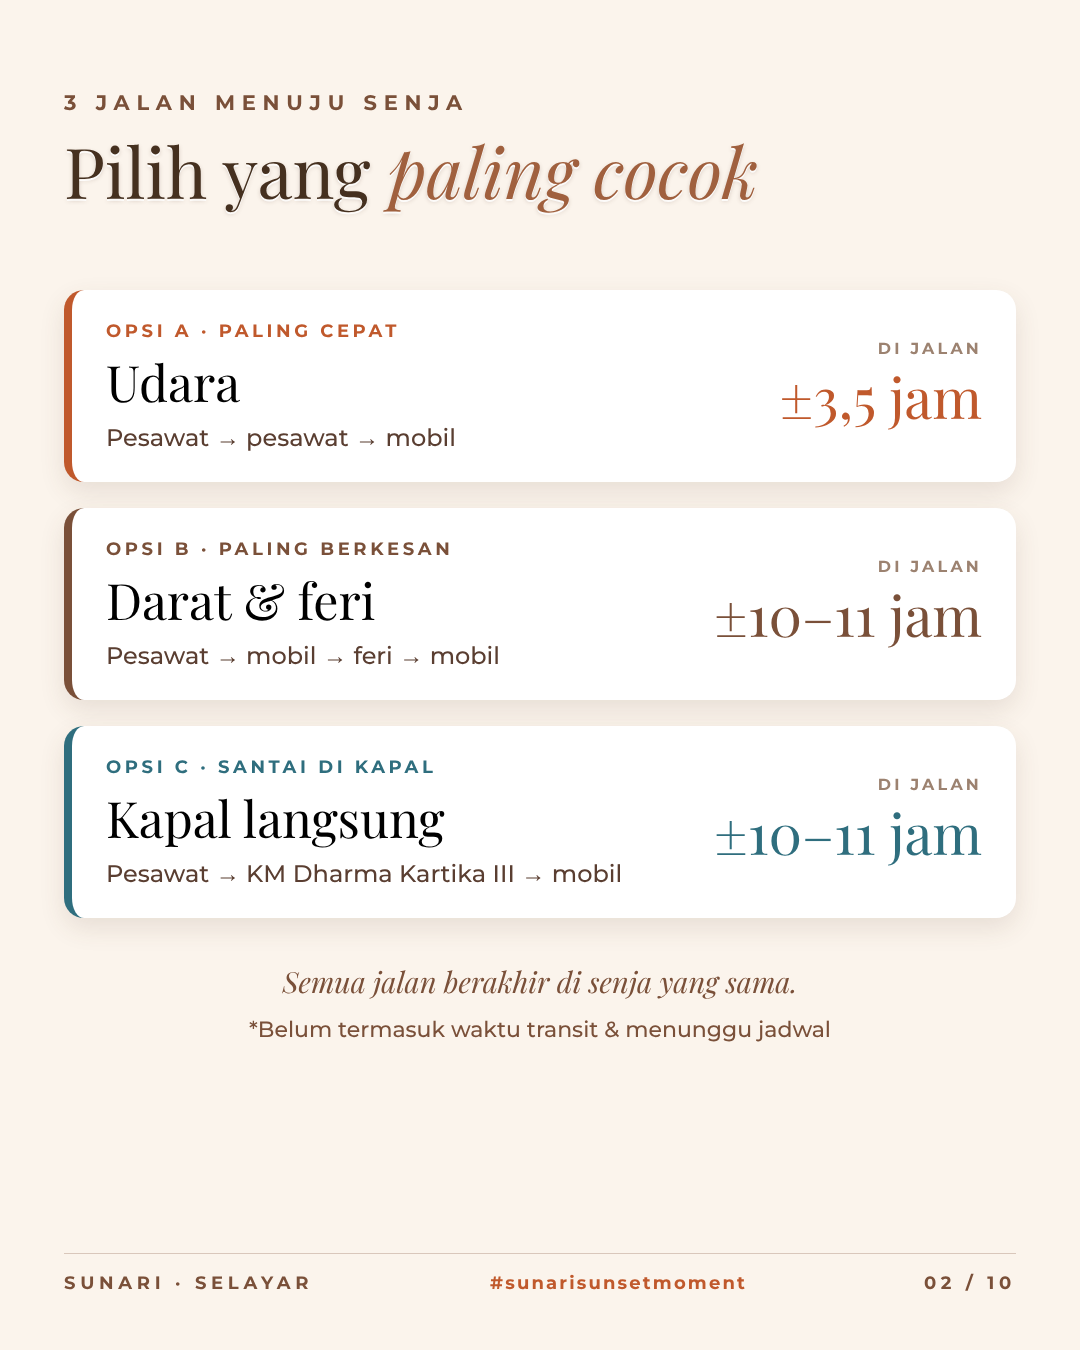 3 JALAN MENUJU SENJA
Pilih yang paling cocok
OPSI A · PALING CEPAT
Udara
Pesawat → pesawat → mobil
DI JALAN
±3,5 jam
OPSI B · PALING BERKESAN
Darat & feri
Pesawat → mobil → feri → mobil
DI JALAN
±10–11 jam
OPSI C · SANTAI DI KAPAL
Kapal langsung
Pesawat → KM Dharma Kartika III → mobil
DI JALAN
±10–11 jam
Semua jalan berakhir di senja yang sama.
*Belum termasuk waktu transit & menunggu jadwal
SUNARI · SELAYAR
#sunarisunsetmoment
02 / 10